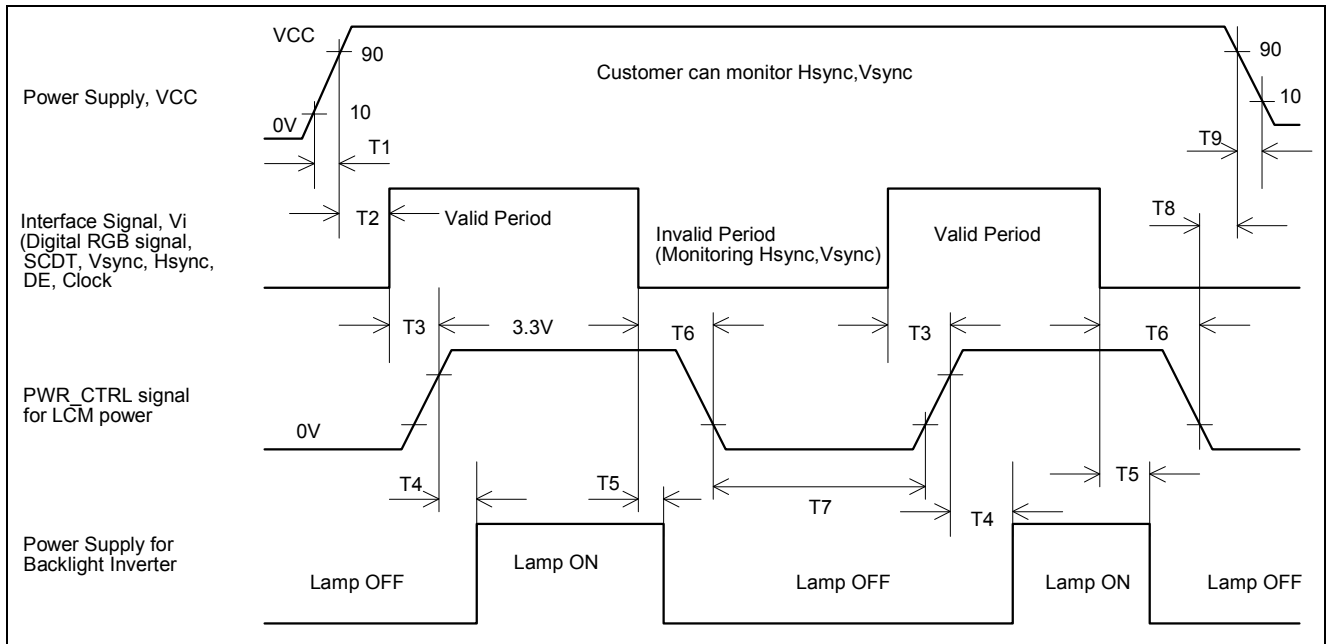 VCC
90
Customer can monitor Hsync,Vsync
90
Power Supply, VCC
10
10
0V
T1
T9
Interface Signal, Vi
(Digital RGB signal,
SCDT, Vsync, Hsync,
DE, Clock
T2
Valid Period
Invalid Period
(Monitoring Hsync,Vsync)
Valid Period
T8
T3
3.3V
T6
T3
T6
PWR_CTRL signal
for LCM power
0V
T4
T5
T7
T4
T5
Power Supply for
Backlight Inverter
Lamp OFF
Lamp ON
Lamp OFF
Lamp ON
Lamp OFF